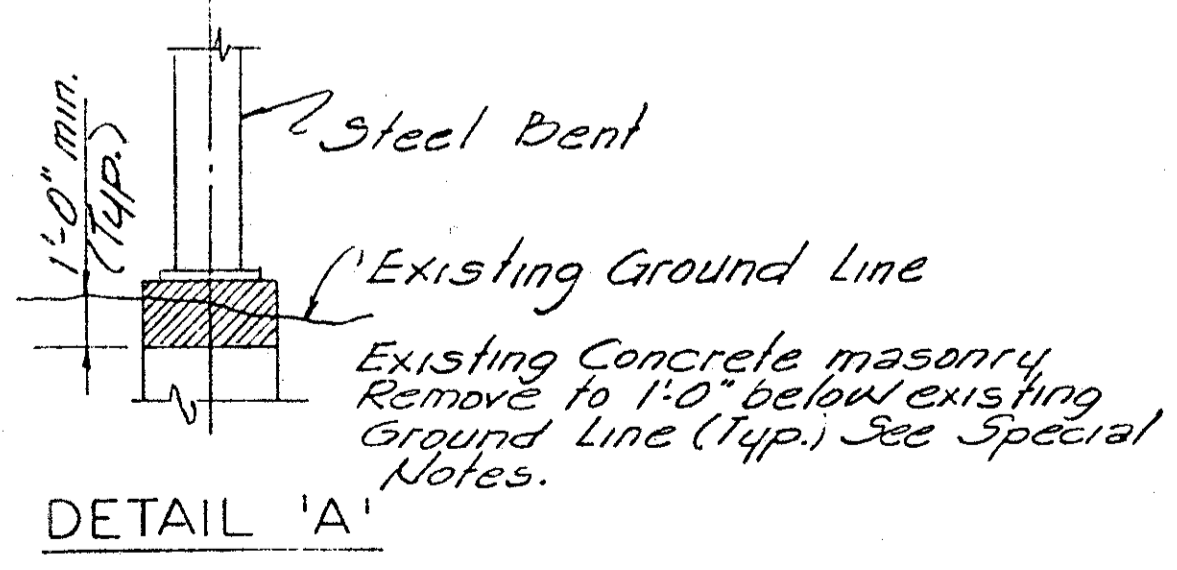 1'-0" min.
(Typ.)
Steel Bent
Existing Ground Line
Existing Concrete masonry
Remove to 1'-0" below existing
Ground Line (Typ.) See Special
Notes.
DETAIL 'A'